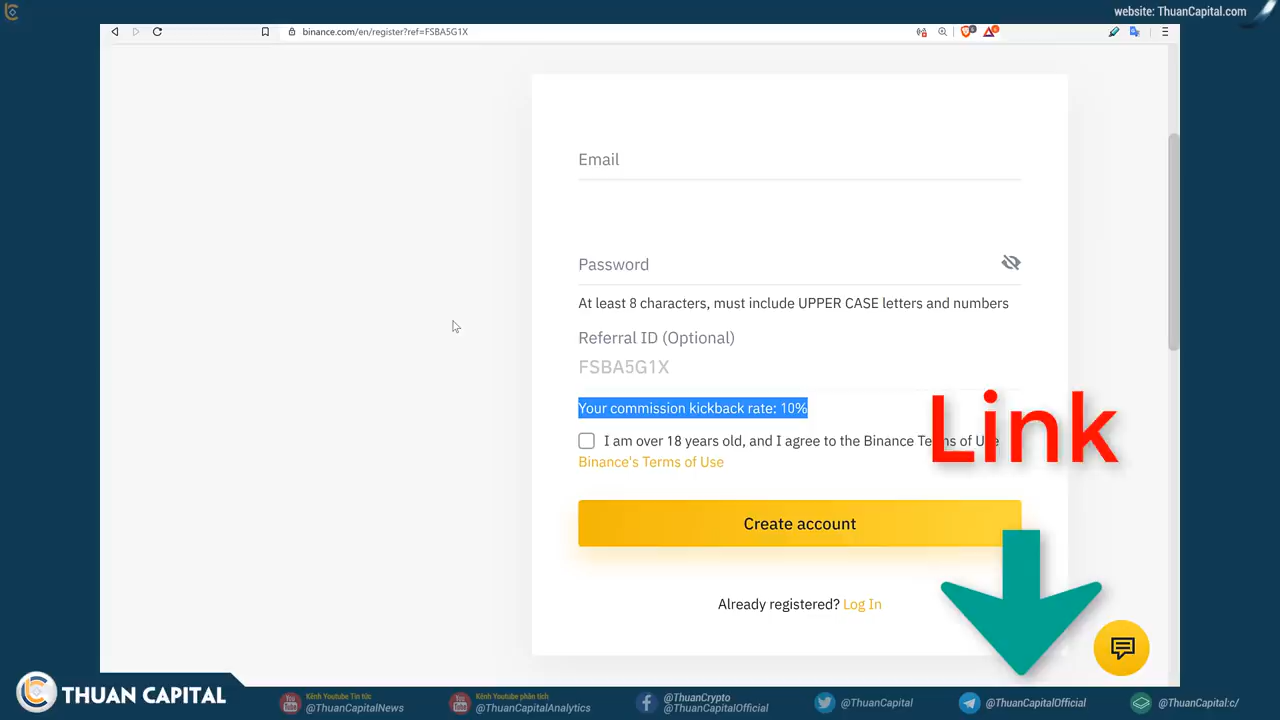 website: ThuanCapital.com
binance.com/en/register?ref=FSBA5G1X
Email
Password
At least 8 characters, must include UPPER CASE letters and numbers
Referral ID (Optional)
FSBA5G1X
Your commission kickback rate: 10%
I am over 18 years old, and I agree to the Binance Terms of Use
Binance's Terms of Use
Link
Create account
Already registered? Log In
THUAN CAPITAL
Kênh Youtube Tin tức
@ThuanCapitalNews
Kênh Youtube phân tích
@ThuanCapitalAnalytics
@ThuanCrypto
@ThuanCapitalOfficial
@ThuanCapital
@ThuanCapitalOfficial
@ThuanCapital:c/